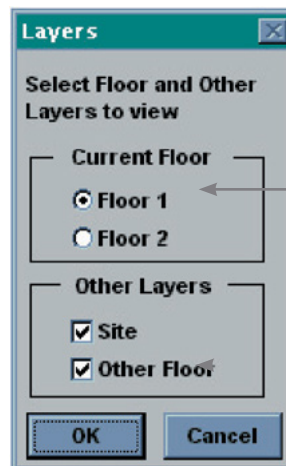 Layers
Select Floor and Other
Layers to view
Current Floor
Floor 1
Floor 2
Other Layers
Site
Other Floor
OK
Cancel